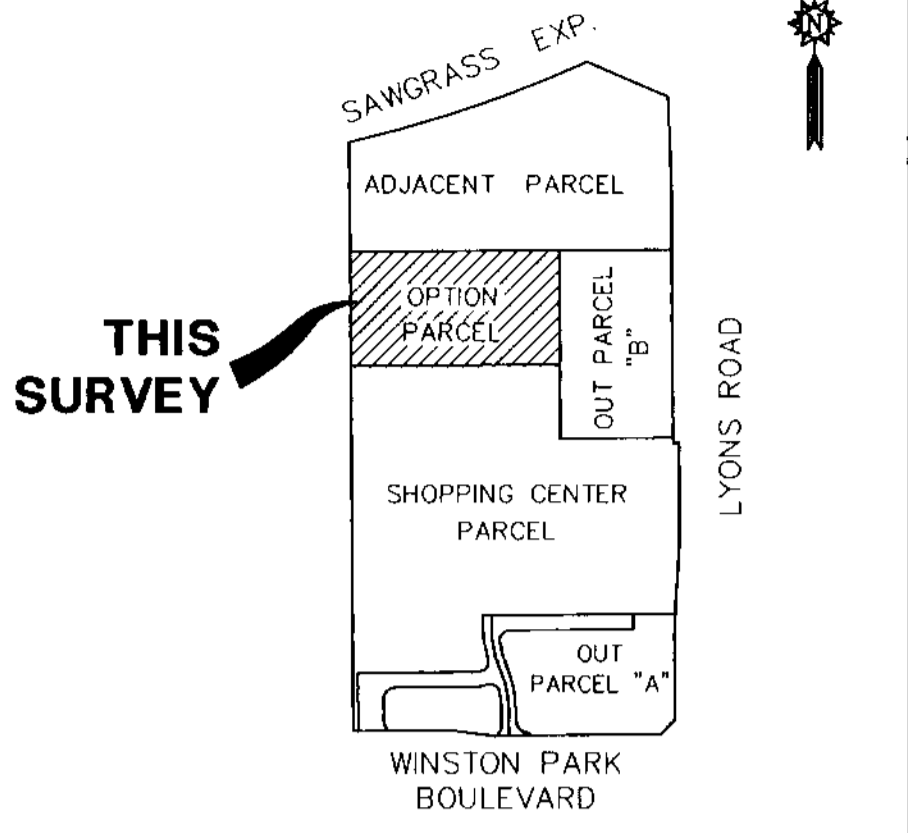 N
SAWGRASS EXP.
ADJACENT PARCEL
OPTION
PARCEL
OUT PARCEL
"B"
THIS
SURVEY
LYONS ROAD
SHOPPING CENTER
PARCEL
OUT
PARCEL "A"
WINSTON PARK
BOULEVARD